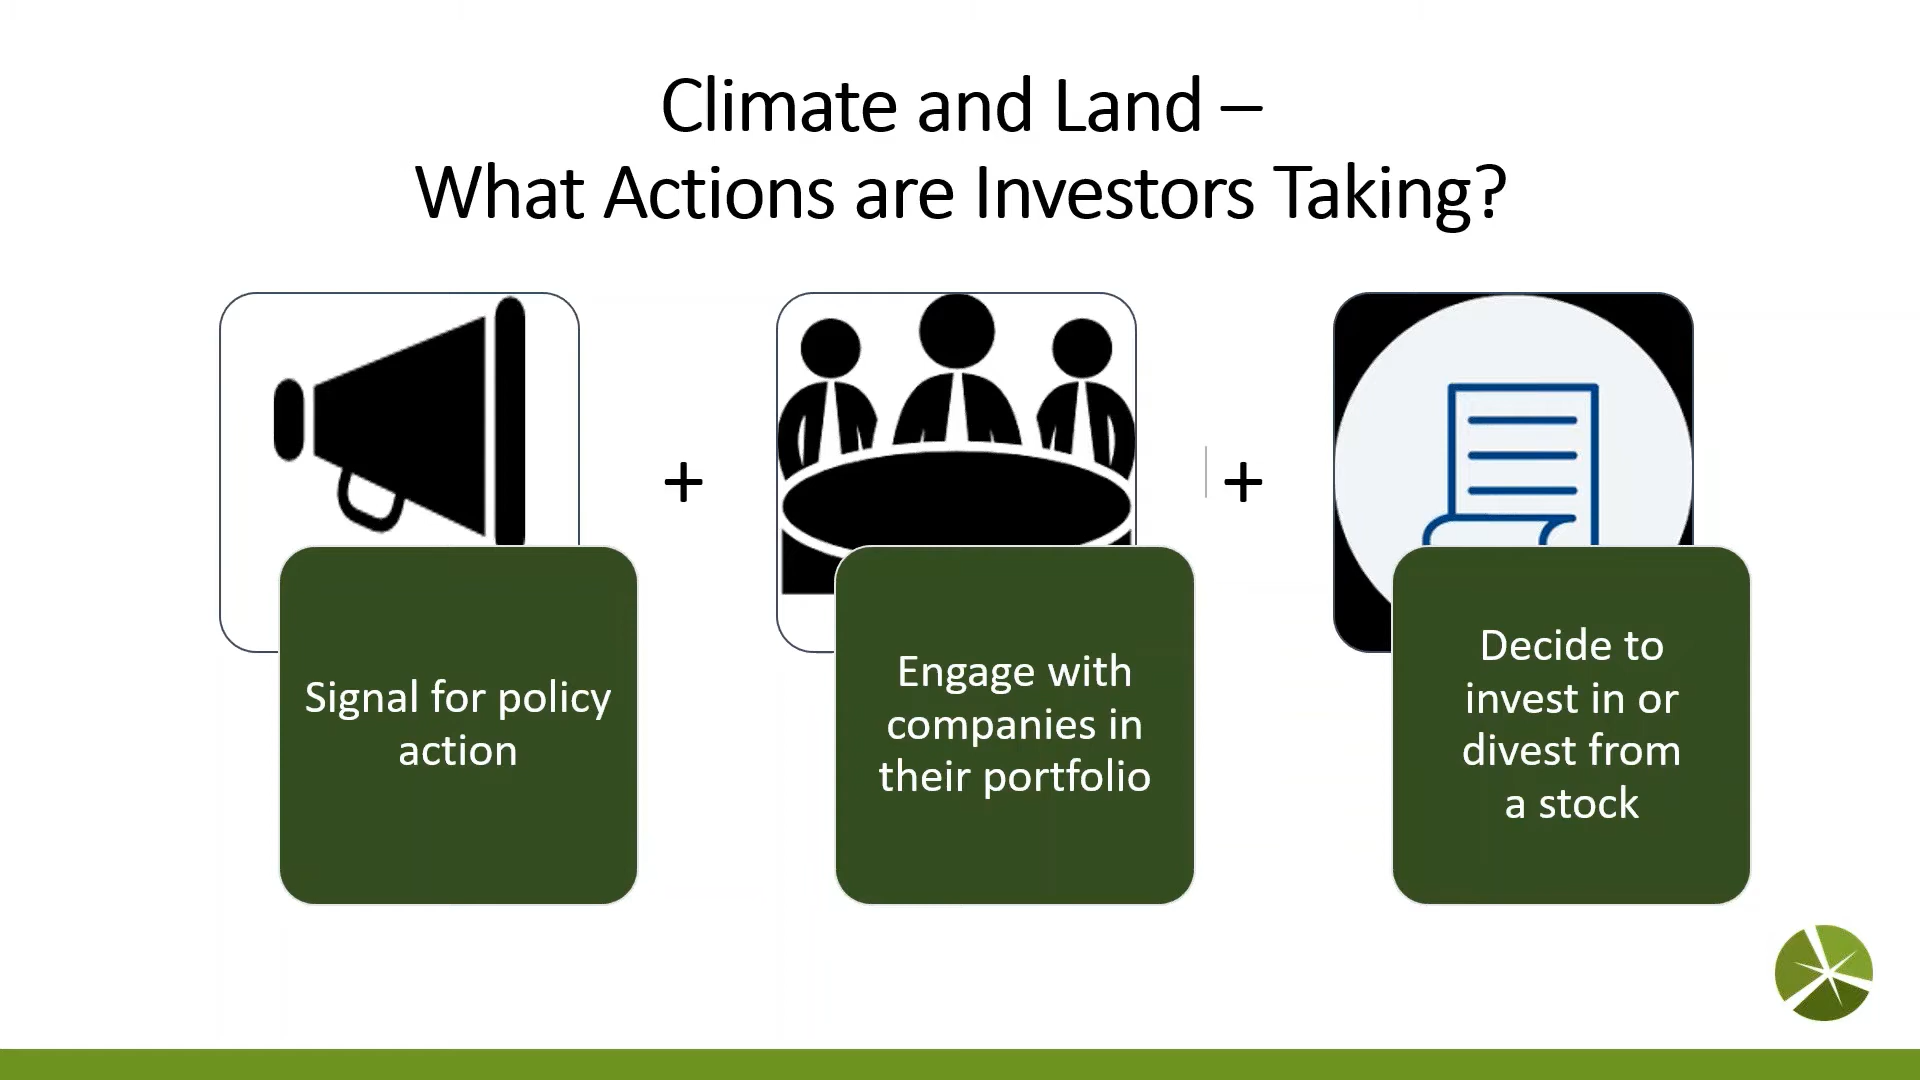 Climate and Land –
What Actions are Investors Taking?
+
+
Signal for policy
action
Engage with
companies in
their portfolio
Decide to
invest in or
divest from
a stock